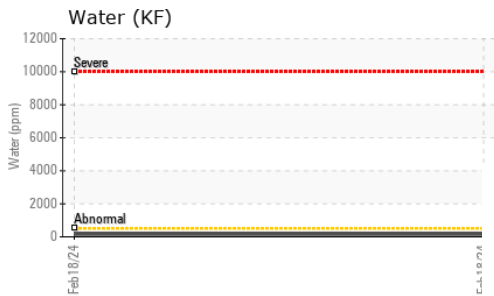 Water (KF)
12000
Severe
10000
8000
6000
4000
2000
Abnormal
0
Water (ppm)
Feb18/24
Feb18/24